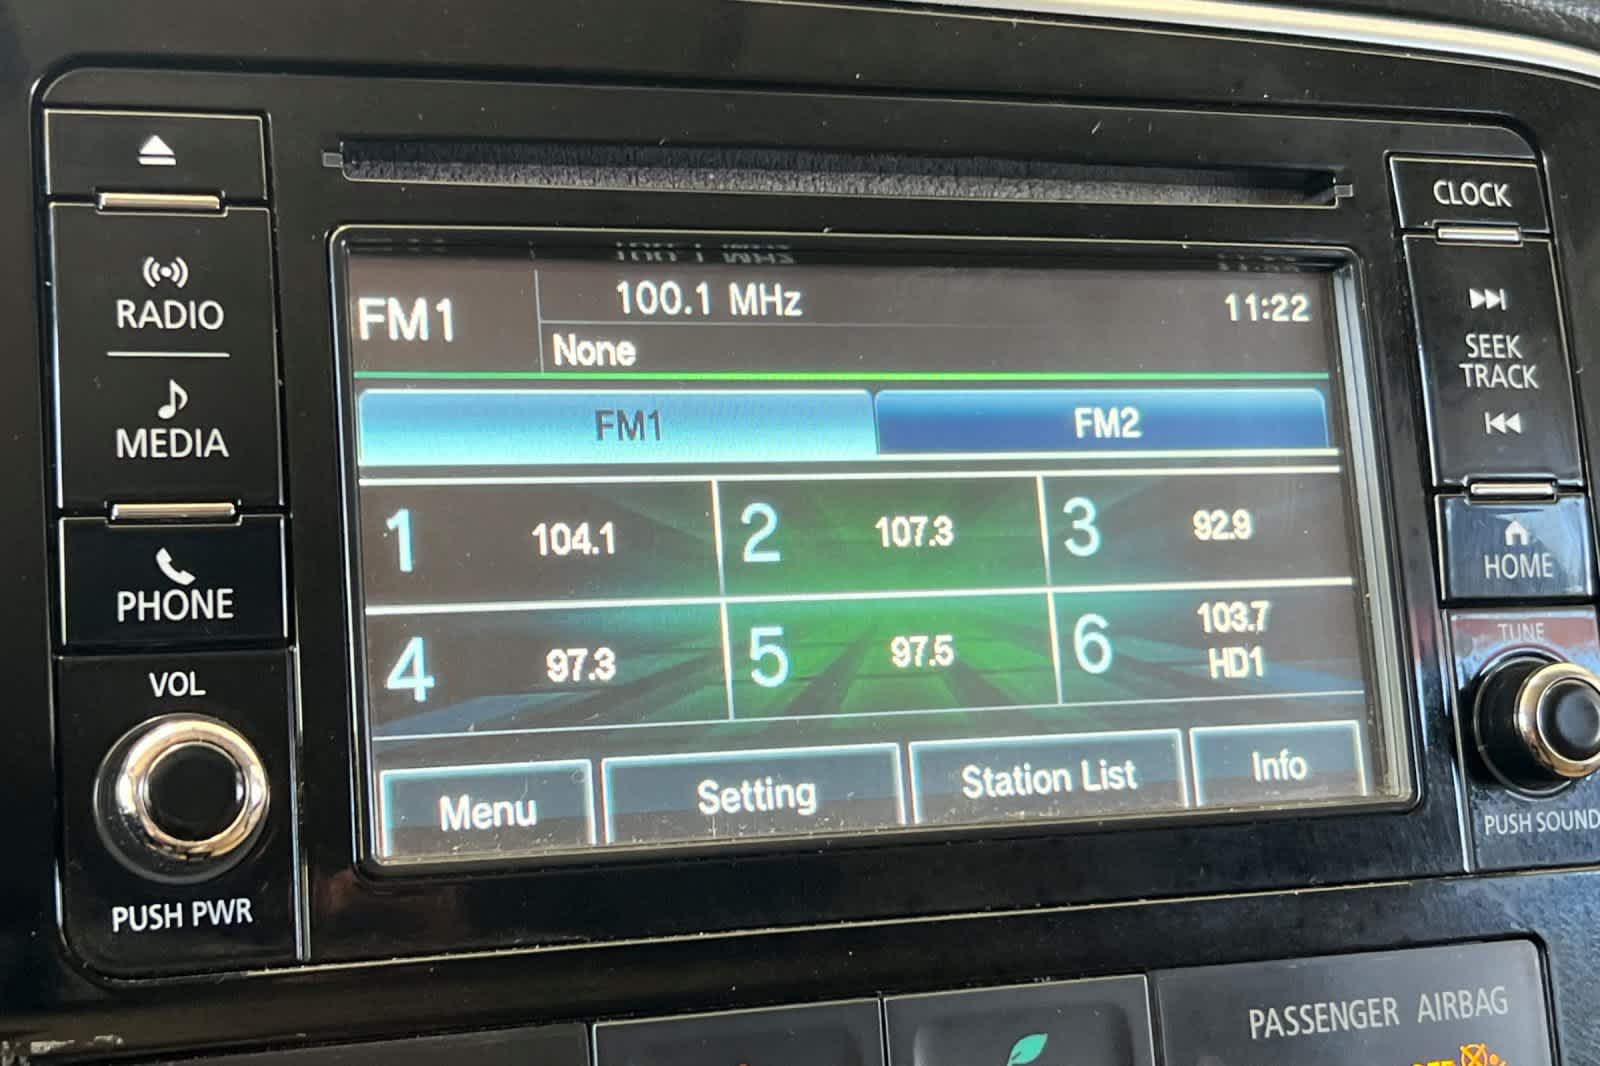 CLOCK
RADIO
MEDIA
PHONE
VOL
PUSH PWR
FM1
100.1 MHz
11:22
None
FM1
FM2
1
104.1
2
107.3
3
92.9
4
97.3
5
97.5
6
103.7
HD1
Menu
Setting
Station List
Info
SEEK
TRACK
HOME
TUNE
PUSH SOUND
PASSENGER AIRBAG
OFF